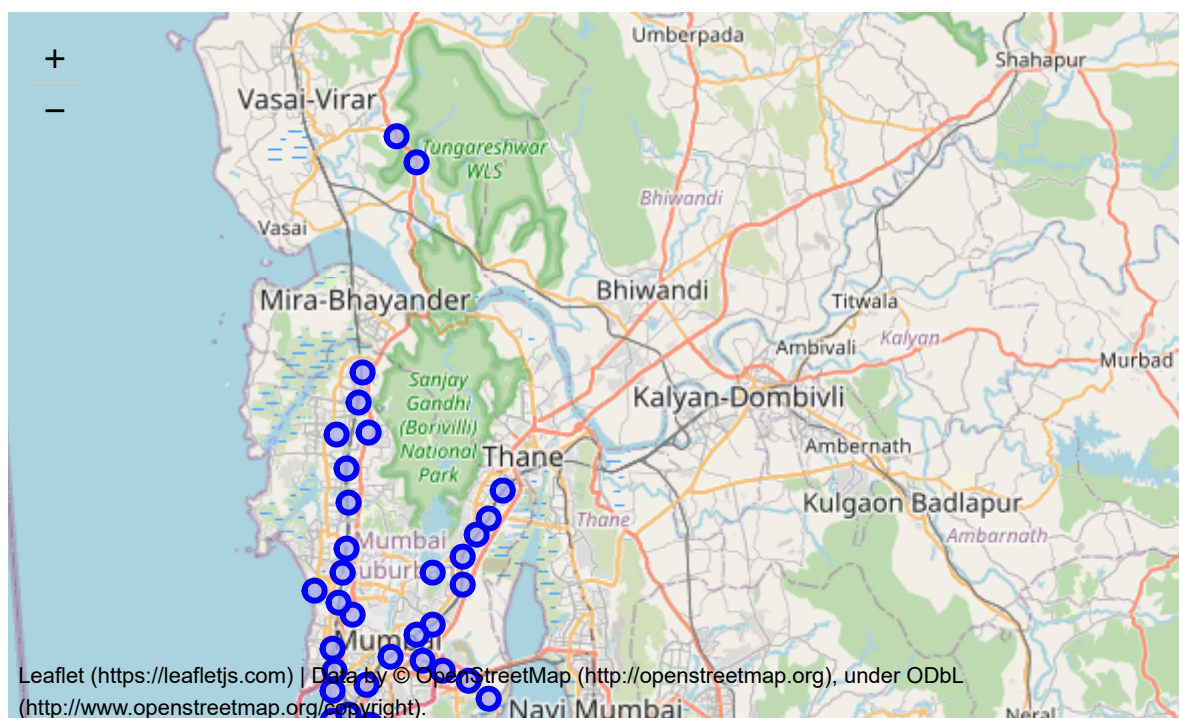 Umberpada
Shahapur
+
−
Vasai-Virar
Tungareshwar
WLS
Bhiwandi
Vasai
Mira-Bhayander
Bhiwandi
Titwala
Kalyan
Ambivali
Murbad
Sanjay
Gandhi
(Borivilli)
National
Park
Kalyan-Dombivli
Ambernath
Thane
Kulgaon Badlapur
Thane
Ambarnath
Mumbai
Suburb
Mumbai
Leaflet (https://leafletjs.com) | Data by © OpenStreetMap (http://openstreetmap.org), under ODbL
(http://www.openstreetmap.org/copyright).
Navi Mumbai
Neral